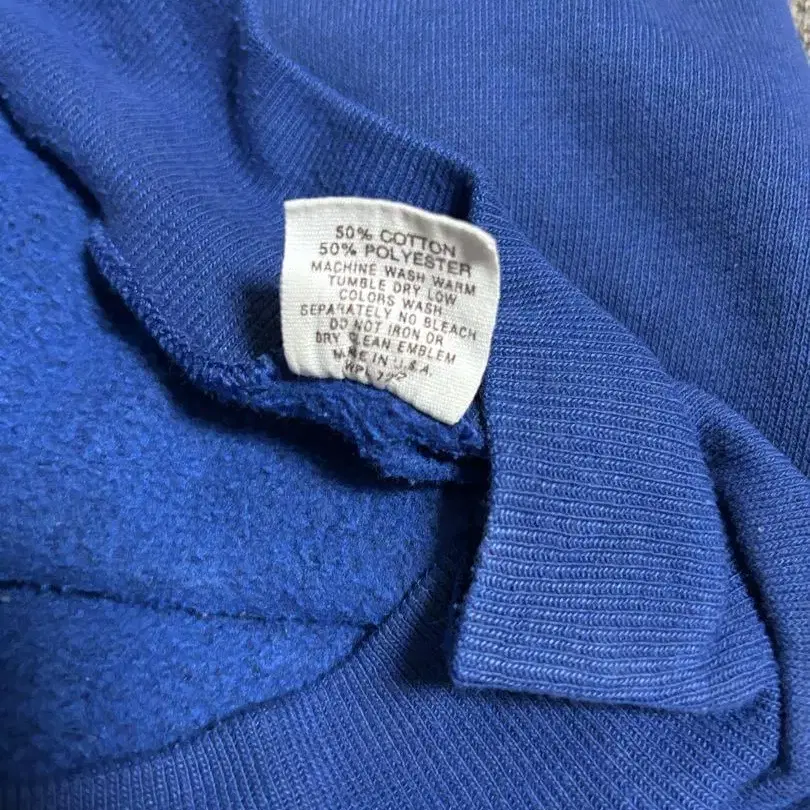 50% COTTON
50% POLYESTER
MACHINE WASH WARM
TUMBLE DRY LOW
COLORS WASH
SEPARATELY NO BLEACH
DO NOT IRON OR
DRY CLEAN EMBLEM
MADE IN U.S.A.